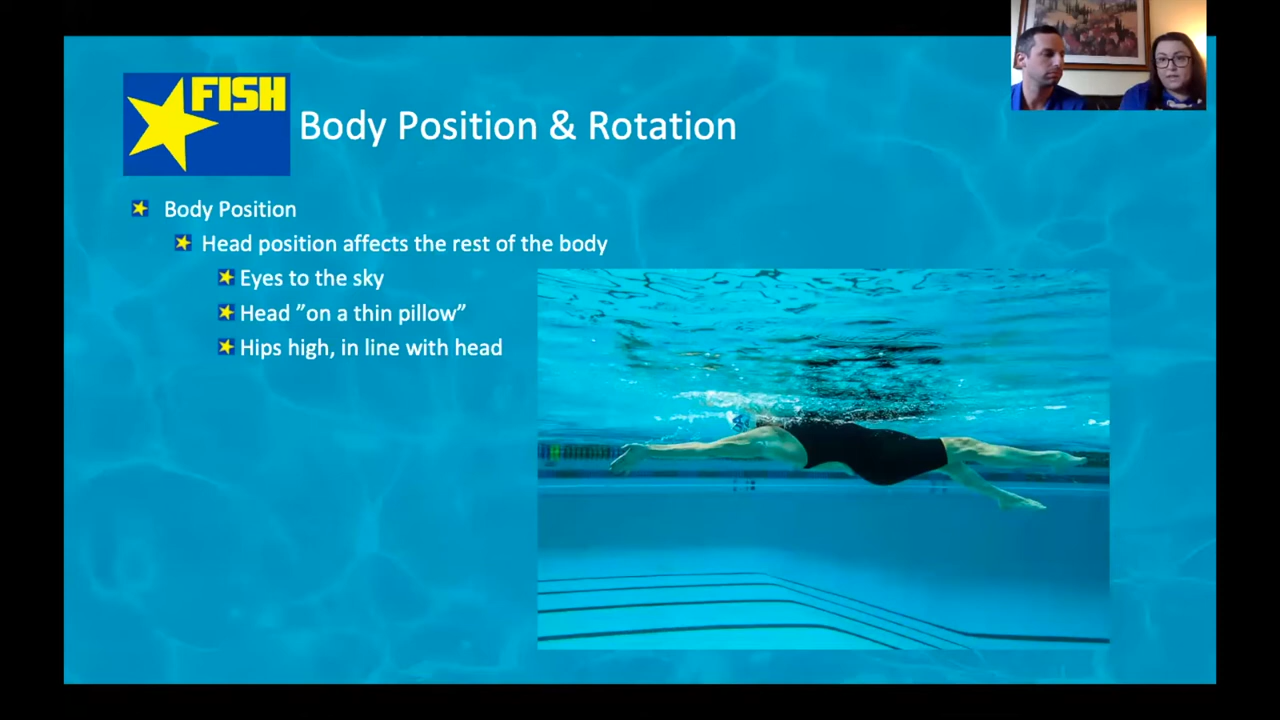 FISH
Body Position & Rotation
Body Position
Head position affects the rest of the body
Eyes to the sky
Head ”on a thin pillow”
Hips high, in line with head